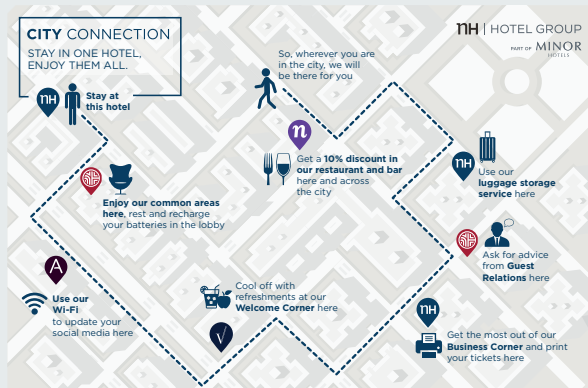 CITY CONNECTION
STAY IN ONE HOTEL,
ENJOY THEM ALL.
nH | HOTEL GROUP
PART OF MINOR
HOTELS
So, wherever you are
in the city, we will
be there for you
nH
Stay at
this hotel
n
Get a 10% discount in
our restaurant and bar
here and across
the city
nH
Use our
luggage storage
service here
Enjoy our common areas
here, rest and recharge
your batteries in the lobby
Ask for advice
from Guest
Relations here
A
Use our
Wi-Fi
to update your
social media here
Cool off with
refreshments at our
Welcome Corner here
√
nH
Get the most out of our
Business Corner and print
your tickets here